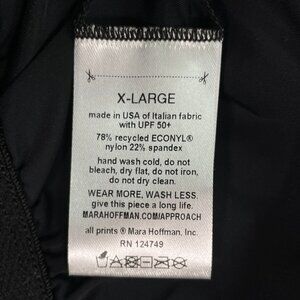 X-LARGE
made in USA of Italian fabric
with UPF 50+
78% recycled ECONYL®
nylon 22% spandex
hand wash cold, do not
bleach, dry flat, do not iron,
do not dry clean.
WEAR MORE, WASH LESS.
give this piece a long life.
MARAHOFFMAN.COM/APPROACH
all prints ® Mara Hoffman, Inc.
RN 124749